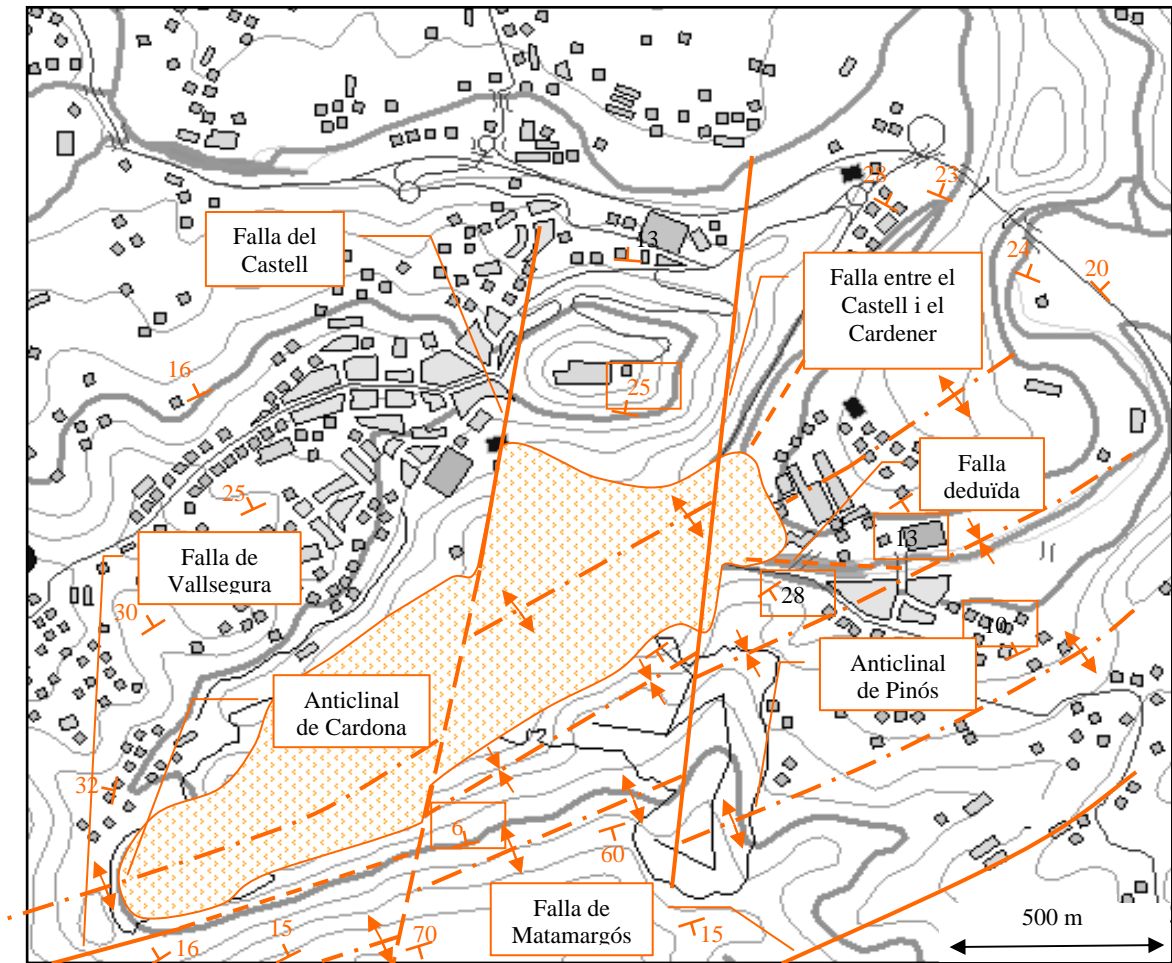 28
23
Falla del
Castell
13
24
20
Falla entre el
Castell i el
Cardener
16
25
Falla
deduïda
25
13
Falla de
Vallsegura
30
28
10
Anticlinal
de Cardona
Anticlinal
de Pinós
32
6
60
Falla de
Matamargós
500 m
16
15
70
15